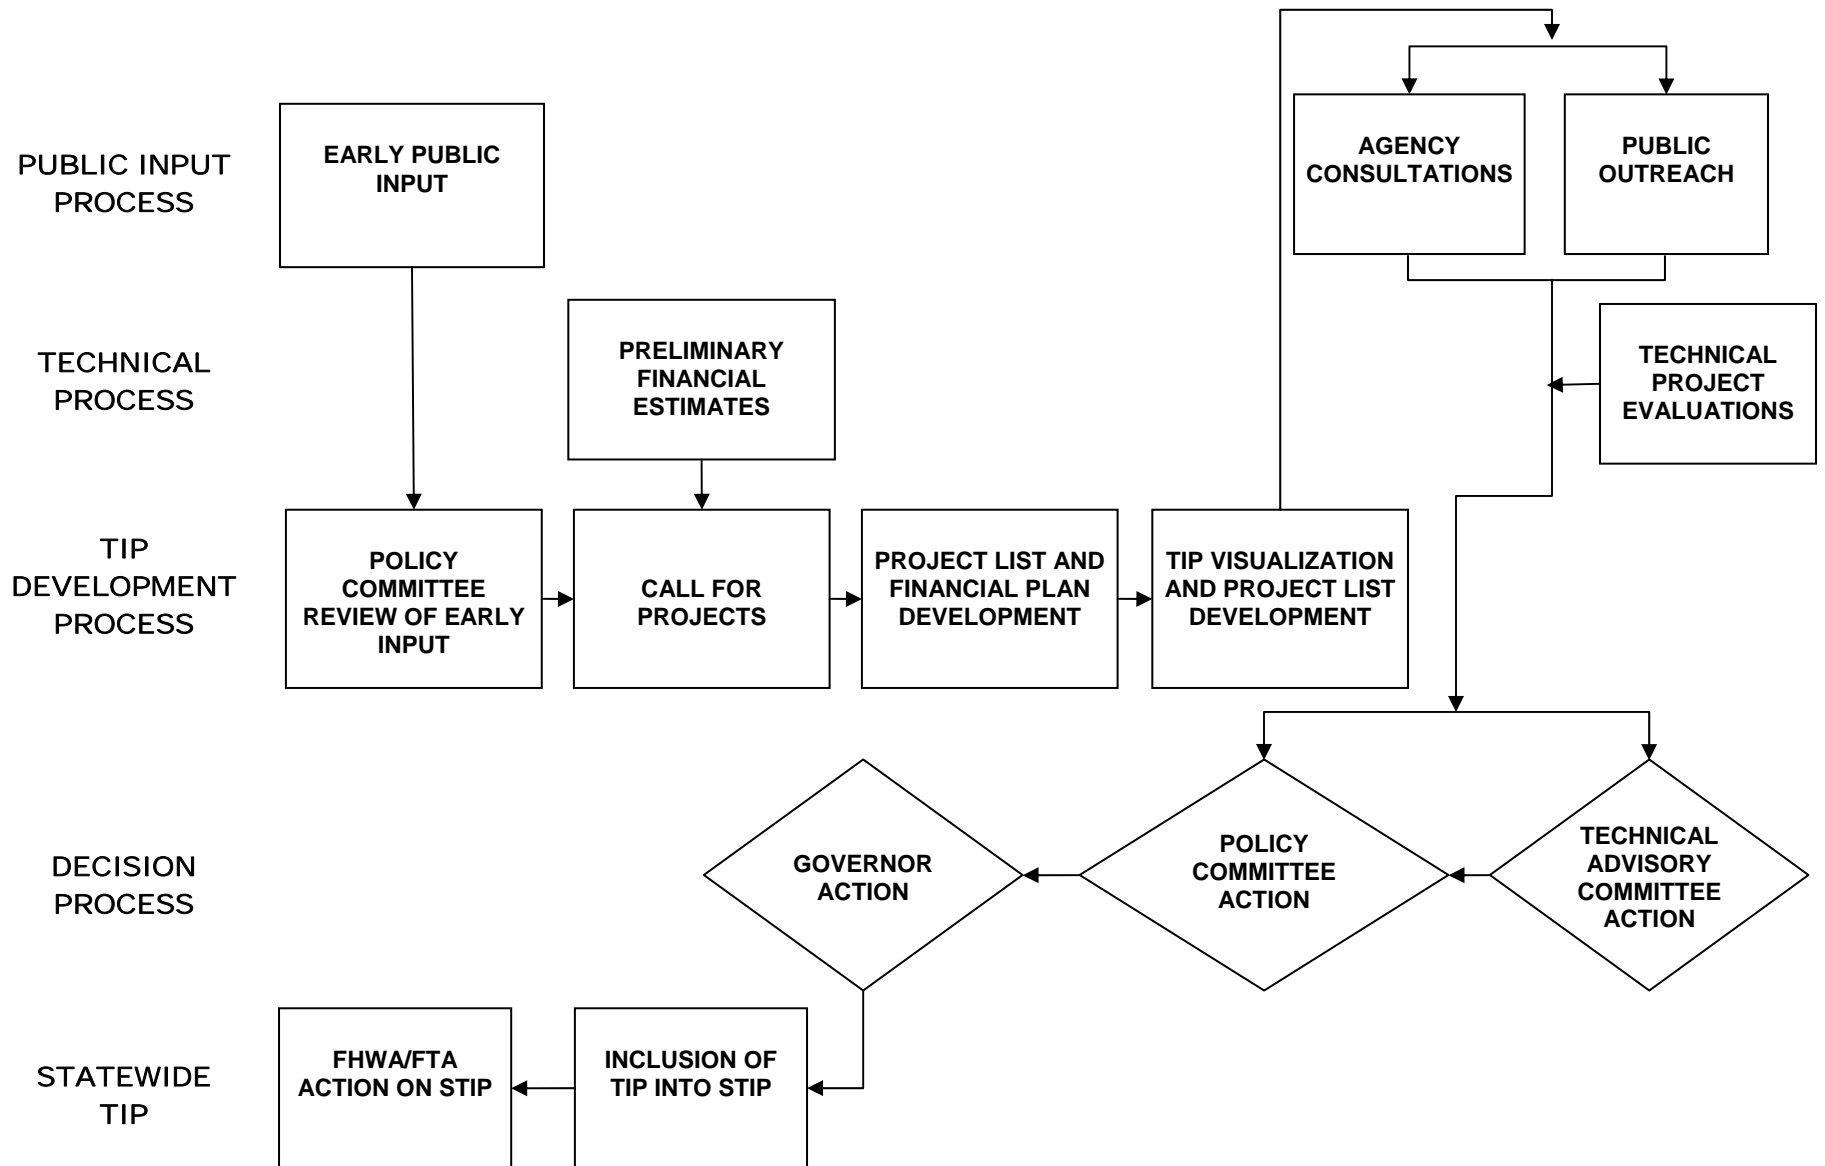 PUBLIC INPUT
PROCESS
EARLY PUBLIC
INPUT
AGENCY
CONSULTATIONS
PUBLIC
OUTREACH
TECHNICAL
PROCESS
PRELIMINARY
FINANCIAL
ESTIMATES
TECHNICAL
PROJECT
EVALUATIONS
TIP
DEVELOPMENT
PROCESS
POLICY
COMMITTEE
REVIEW OF EARLY
INPUT
CALL FOR
PROJECTS
PROJECT LIST AND
FINANCIAL PLAN
DEVELOPMENT
TIP VISUALIZATION
AND PROJECT LIST
DEVELOPMENT
DECISION
PROCESS
GOVERNOR
ACTION
POLICY
COMMITTEE
ACTION
TECHNICAL
ADVISORY
COMMITTEE
ACTION
STATEWIDE
TIP
FHWA/FTA
ACTION ON STIP
INCLUSION OF
TIP INTO STIP